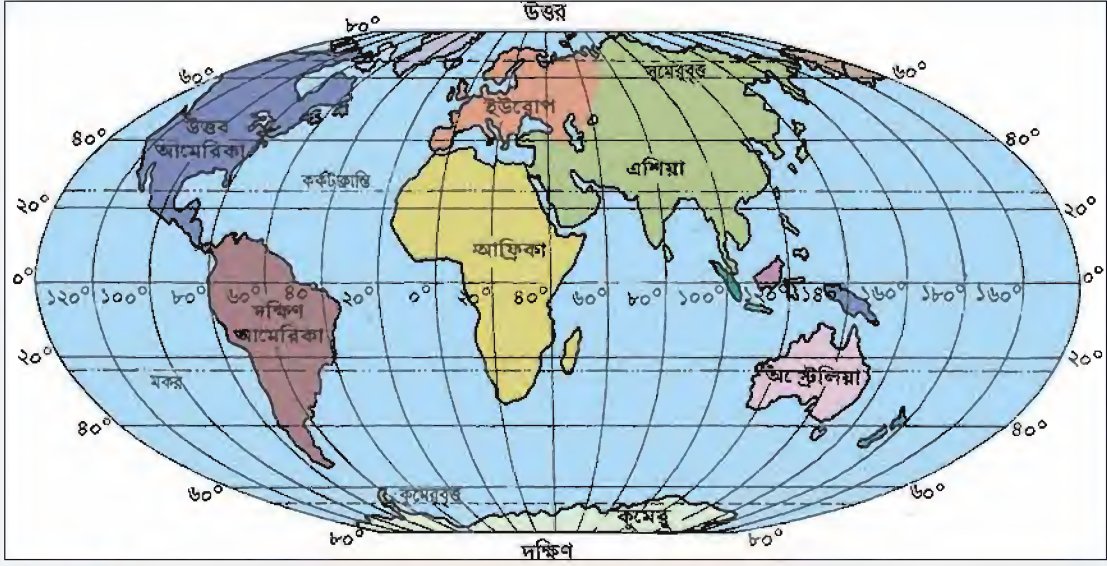 উত্তর
৮০°
৬০°
সুমেরুবৃত্ত
৬০°
ইউরোপ
৪০°
উত্তর
আমেরিকা
৪০°
এশিয়া
কর্কটক্রান্তি
২০°
২০°
আফ্রিকা
০°
০°
১২০° ১০০° ৮০° ৬০° ৪০ ২০° ০° ২০° ৪০° ৬০° ৮০° ১০০° ১২০° ১৪০° ১৬০° ১৮০° ১৬০°
দক্ষিণ
আমেরিকা
২০°
২০°
মকর
অস্ট্রেলিয়া
৪০°
৪০°
৬০°
কুমেরুবৃত্ত
৬০°
কুমেরু
৮০°
৮০°
দক্ষিণ